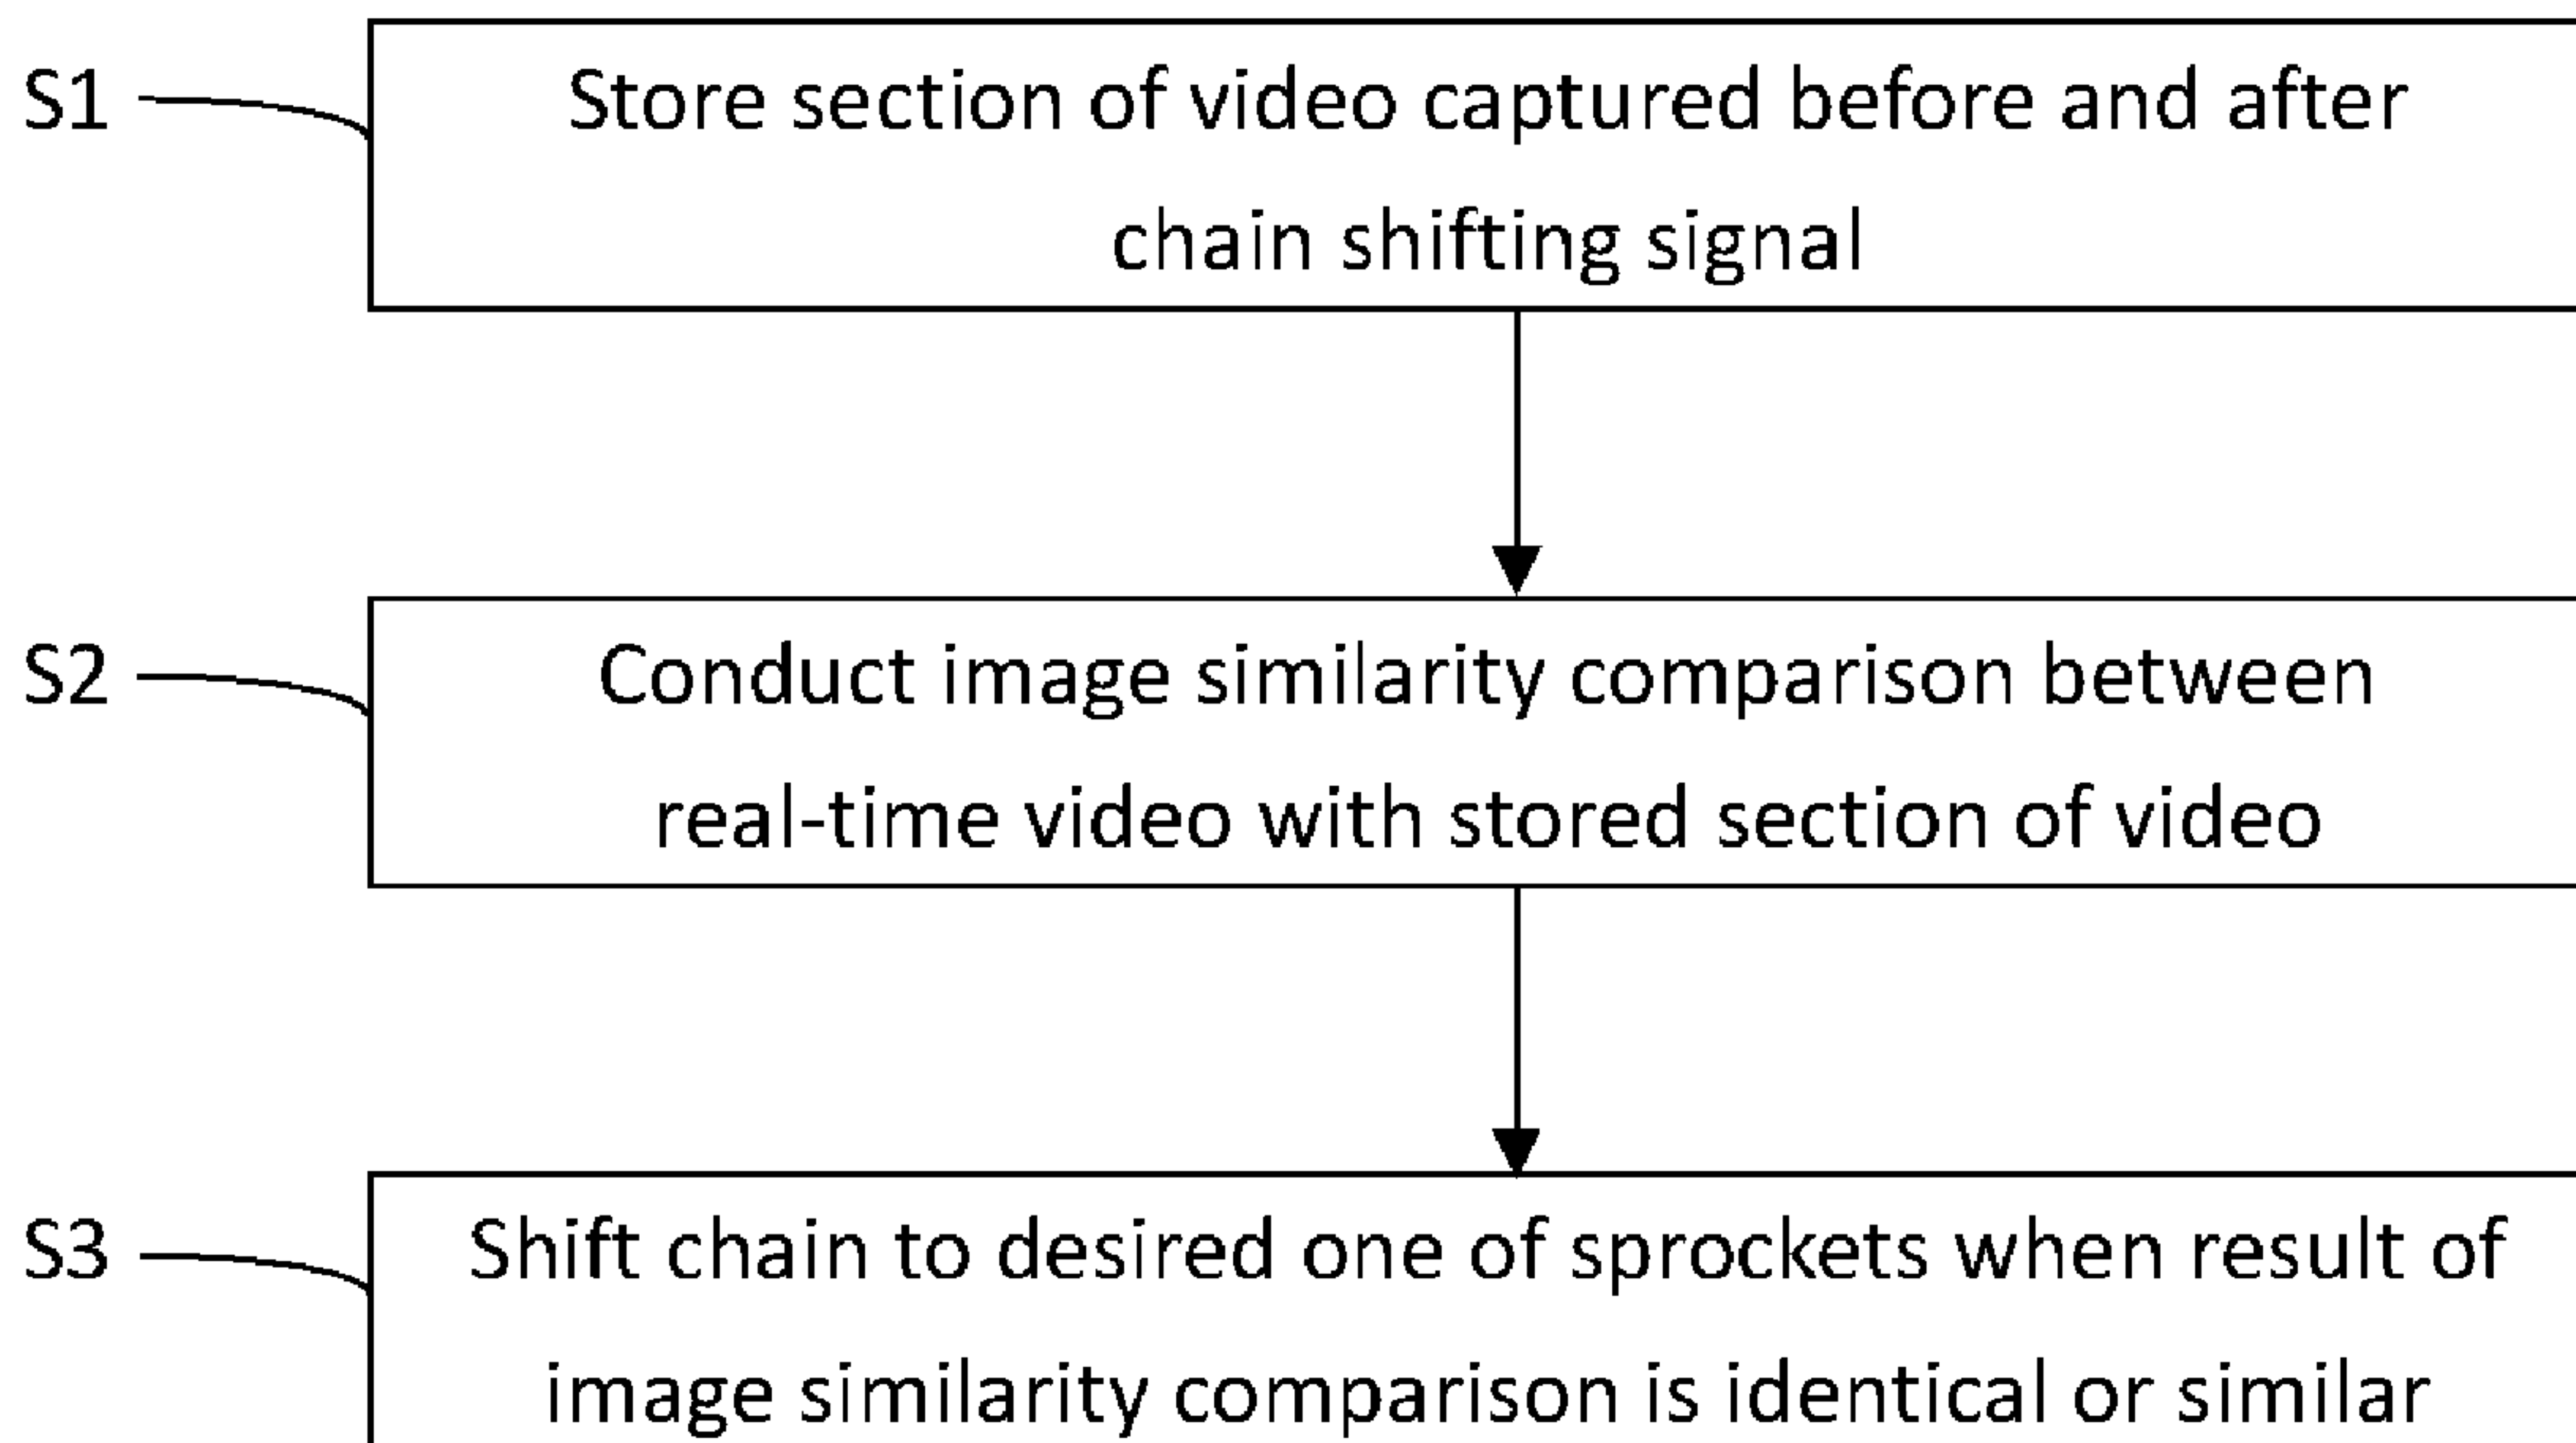 S1
Store section of video captured before and after
chain shifting signal
S2
Conduct image similarity comparison between
real-time video with stored section of video
S3
Shift chain to desired one of sprockets when result of
image similarity comparison is identical or similar